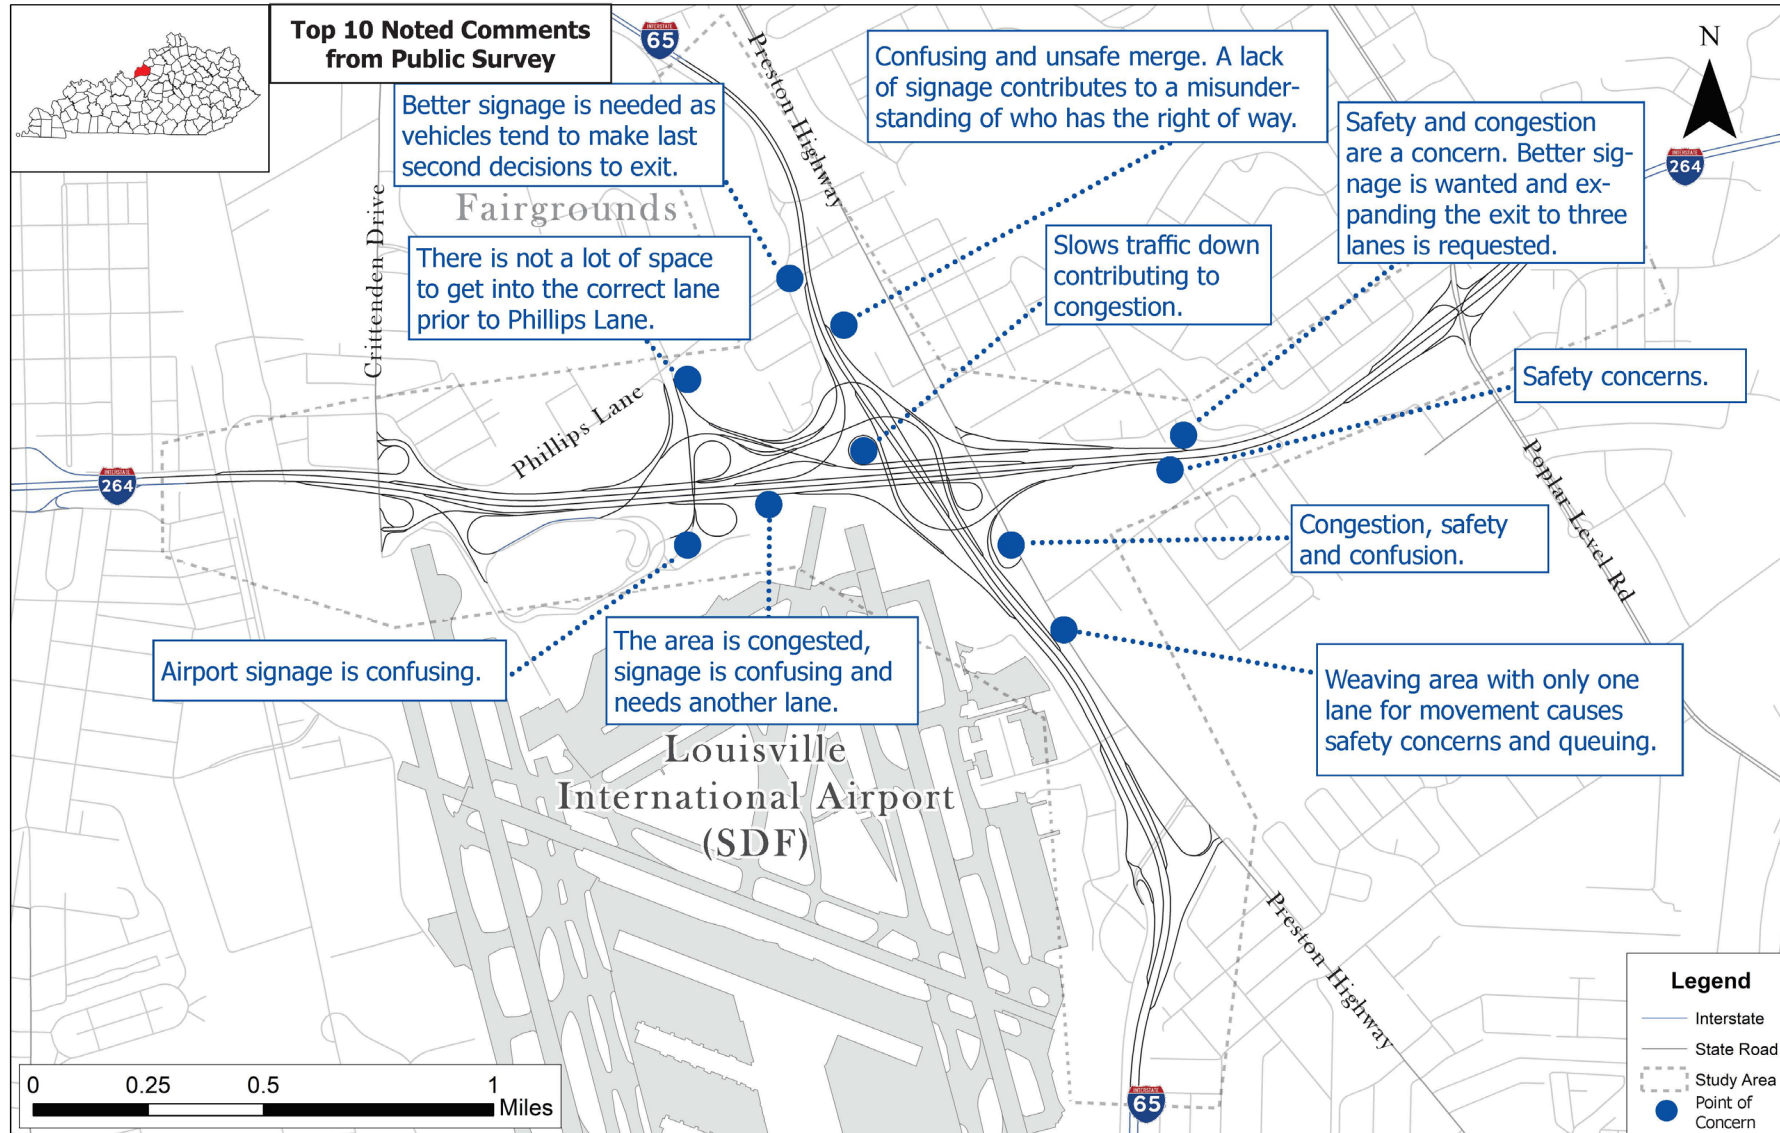 Top 10 Noted Comments
from Public Survey
INTERSTATE
65
Preston Highway
Confusing and unsafe merge. A lack
of signage contributes to a misunder-
standing of who has the right of way.
N
Better signage is needed as
vehicles tend to make last
second decisions to exit.
Safety and congestion
are a concern. Better sig-
nage is wanted and ex-
panding the exit to three
lanes is requested.
INTERSTATE
264
Fairgrounds
Crittenden Drive
There is not a lot of space
to get into the correct lane
prior to Phillips Lane.
Slows traffic down
contributing to
congestion.
Safety concerns.
Phillips Lane
INTERSTATE
264
Poplar Level Rd
Congestion, safety
and confusion.
Airport signage is confusing.
The area is congested,
signage is confusing and
needs another lane.
Weaving area with only one
lane for movement causes
safety concerns and queuing.
Louisville
International Airport
(SDF)
Preston Highway
INTERSTATE
65
0 0.25 0.5 1
Miles
Legend
Interstate
State Road
Study Area
Point of
Concern